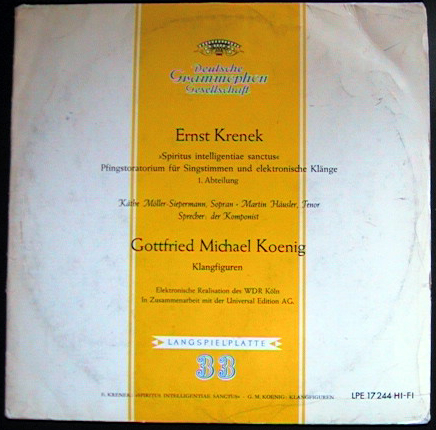 Deutsche
Grammophon
Gesellschaft
Ernst Krenek
»Spiritus intelligentiae sanctus«
Pfingstoratorium für Singstimmen und elektronische Klänge
1. Abteilung
Käthe Möller-Siepermann, Sopran - Martin Häusler, Tenor
Sprecher: der Komponist
Gottfried Michael Koenig
Klangfiguren
Elektronische Realisation des WDR Köln
In Zusammenarbeit mit der Universal Edition AG.
LANGSPIELPLATTE
33
E. KRENEK: »SPIRITUS INTELLIGENTIAE SANCTUS« - G. M. KOENIG: KLANGFIGUREN
LPE 17 244 HI-FI